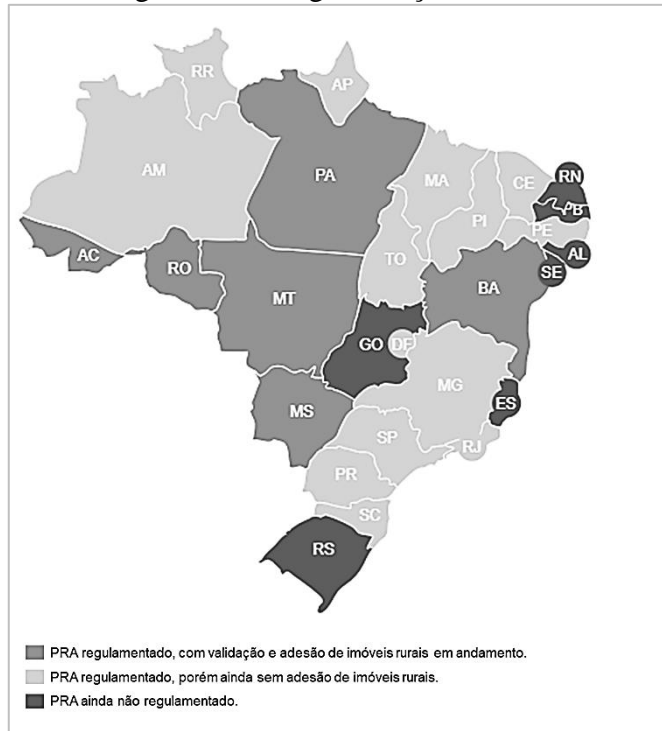 RR
AP
AM
PA
MA
CE
RN
PI
PB
PE
AC
TO
AL
RO
SE
BA
MT
GO
DF
MG
MS
ES
SP
RJ
PR
SC
RS
PRA regulamentado, com validação e adesão de imóveis rurais em andamento.
PRA regulamentado, porém ainda sem adesão de imóveis rurais.
PRA ainda não regulamentado.